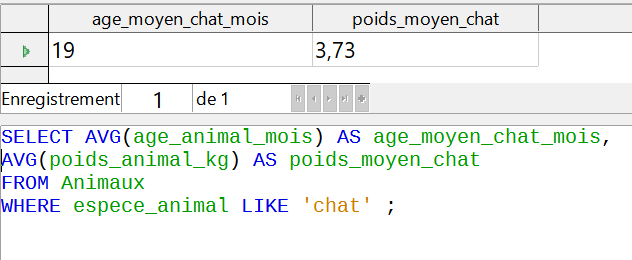 age_moyen_chat_mois poids_moyen_chat
19 3,73
Enregistrement 1 de 1
SELECT AVG(age_animal_mois) AS age_moyen_chat_mois,
AVG(poids_animal_kg) AS poids_moyen_chat
FROM Animaux
WHERE espece_animal LIKE 'chat' ;